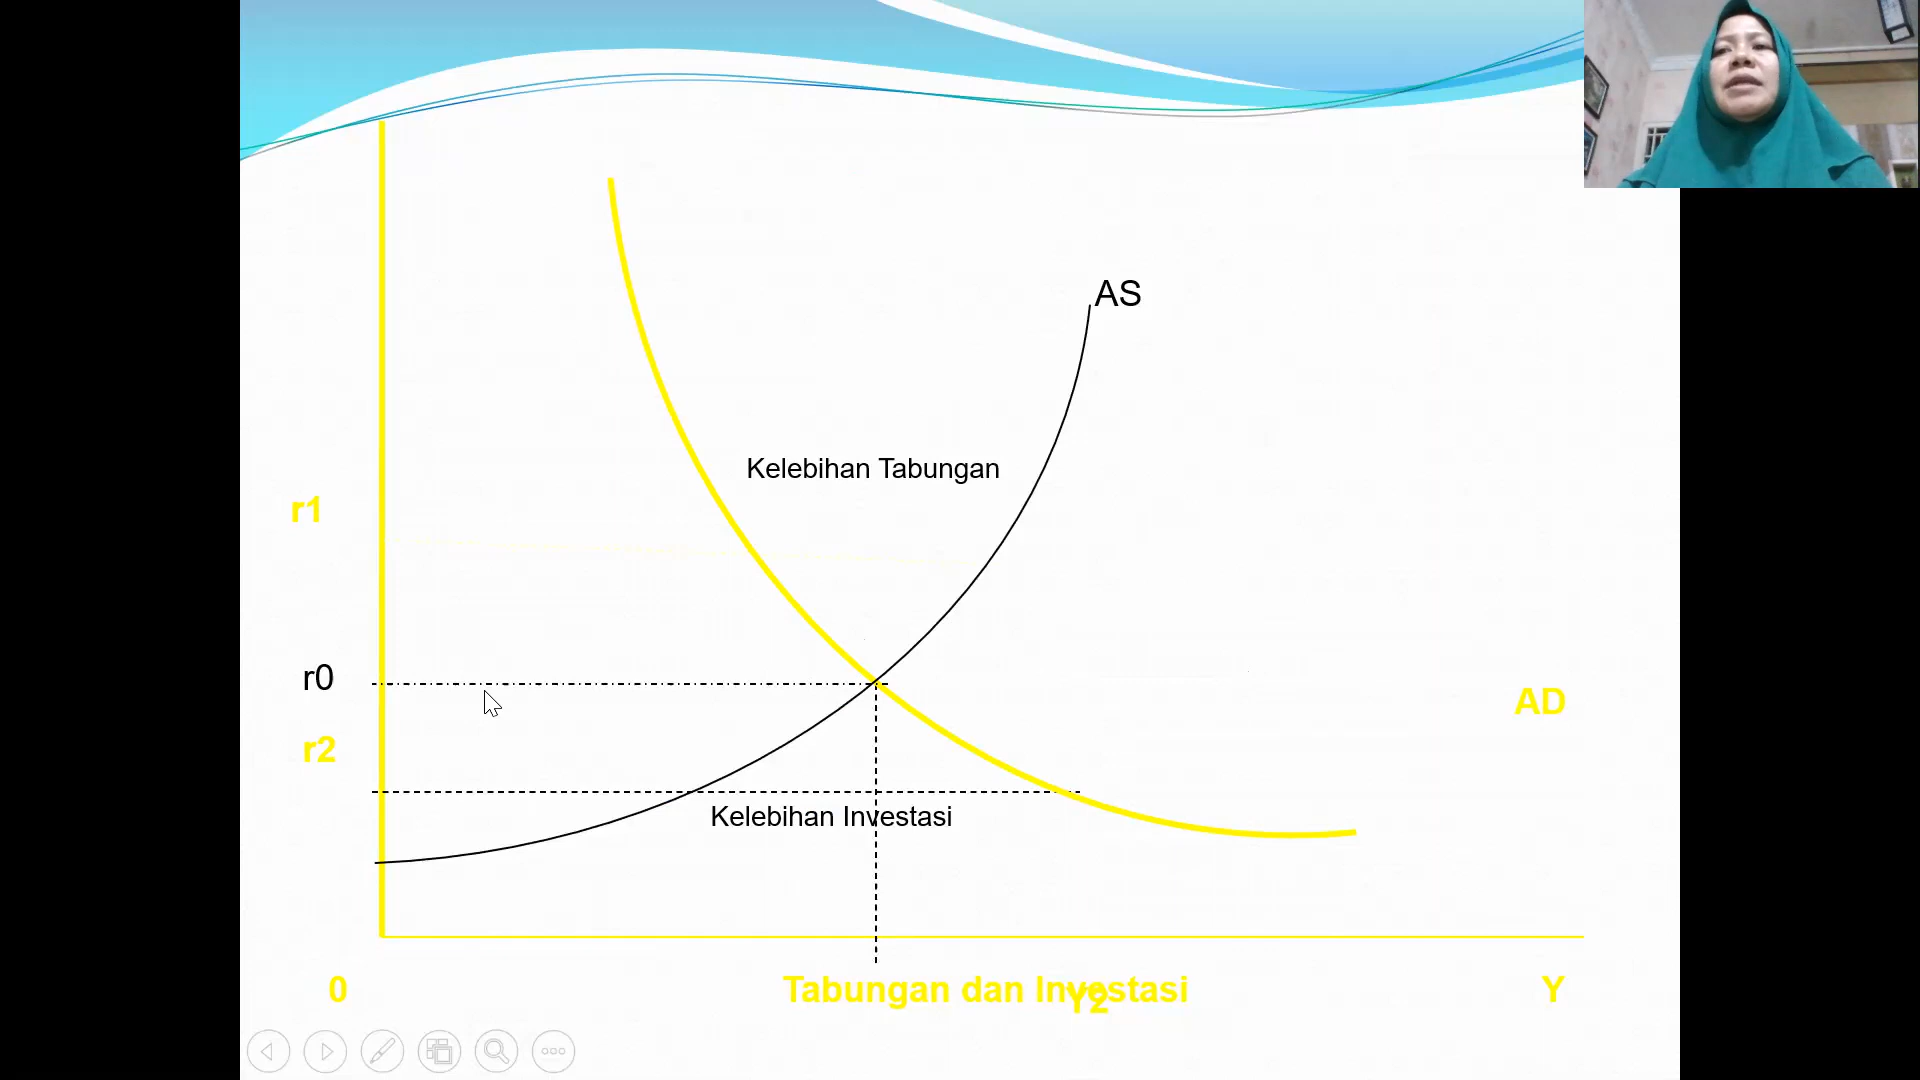 AS
Kelebihan Tabungan
r1
r0
AD
r2
Kelebihan Investasi
0
Tabungan dan Investasi
Y2
Y